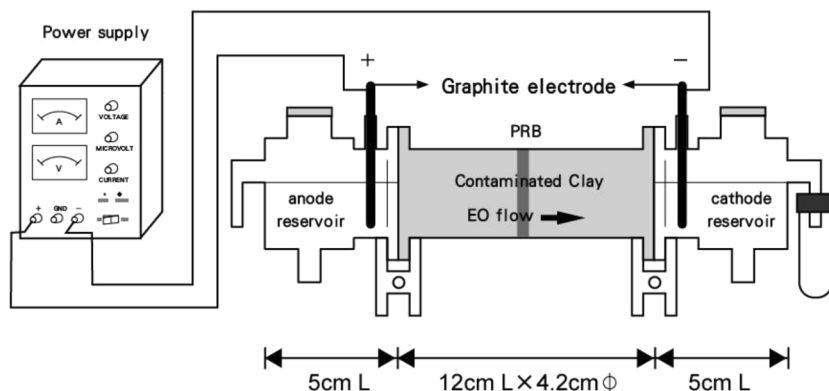 Power supply
A
V
VOLTAGE
MICROVOLT
CURRENT
+ GND −
+
−
Graphite electrode
PRB
Contaminated Clay
EO flow
anode
reservoir
cathode
reservoir
5cm L
12cm L×4.2cmΦ
5cm L